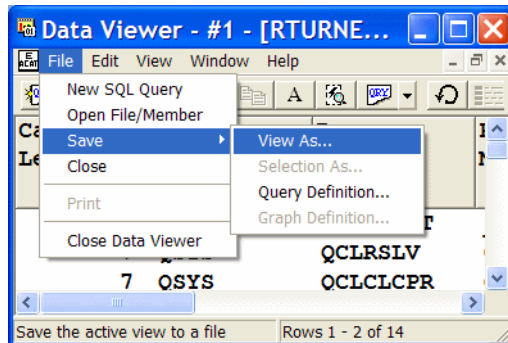 Data Viewer - #1 - [RTURNE...
File Edit View Window Help
New SQL Query
Open File/Member
Save
Close
Print
Close Data Viewer
View As...
Selection As...
Query Definition...
Graph Definition...
A QRY
QCLRSLV
7 QSYS QCLCLCPR
Save the active view to a file Rows 1 - 2 of 14